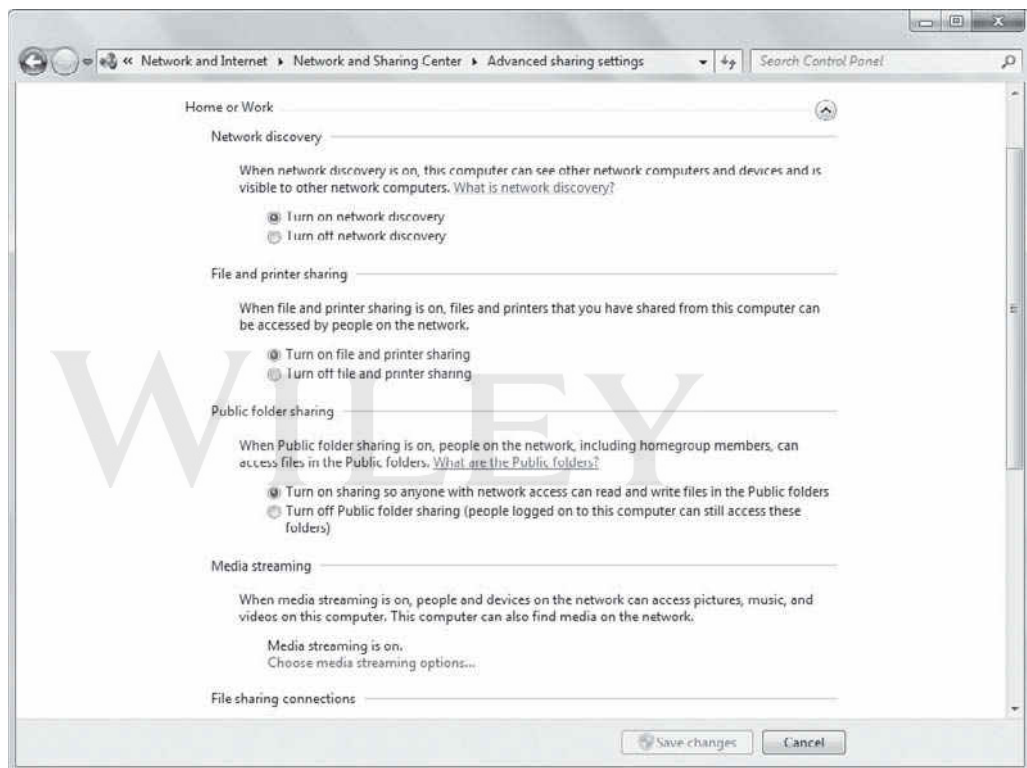 « Network and Internet ▸ Network and Sharing Center ▸ Advanced sharing settings
Search Control Panel
Home or Work
Network discovery
When network discovery is on, this computer can see other network computers and devices and is
visible to other network computers. What is network discovery?
Turn on network discovery
Turn off network discovery
File and printer sharing
When file and printer sharing is on, files and printers that you have shared from this computer can
be accessed by people on the network.
Turn on file and printer sharing
Turn off file and printer sharing
WILEY
Public folder sharing
When Public folder sharing is on, people on the network, including homegroup members, can
access files in the Public folders. What are the Public folders?
Turn on sharing so anyone with network access can read and write files in the Public folders
Turn off Public folder sharing (people logged on to this computer can still access these
folders)
Media streaming
When media streaming is on, people and devices on the network can access pictures, music, and
videos on this computer. This computer can also find media on the network.
Media streaming is on.
Choose media streaming options...
File sharing connections
Save changes
Cancel